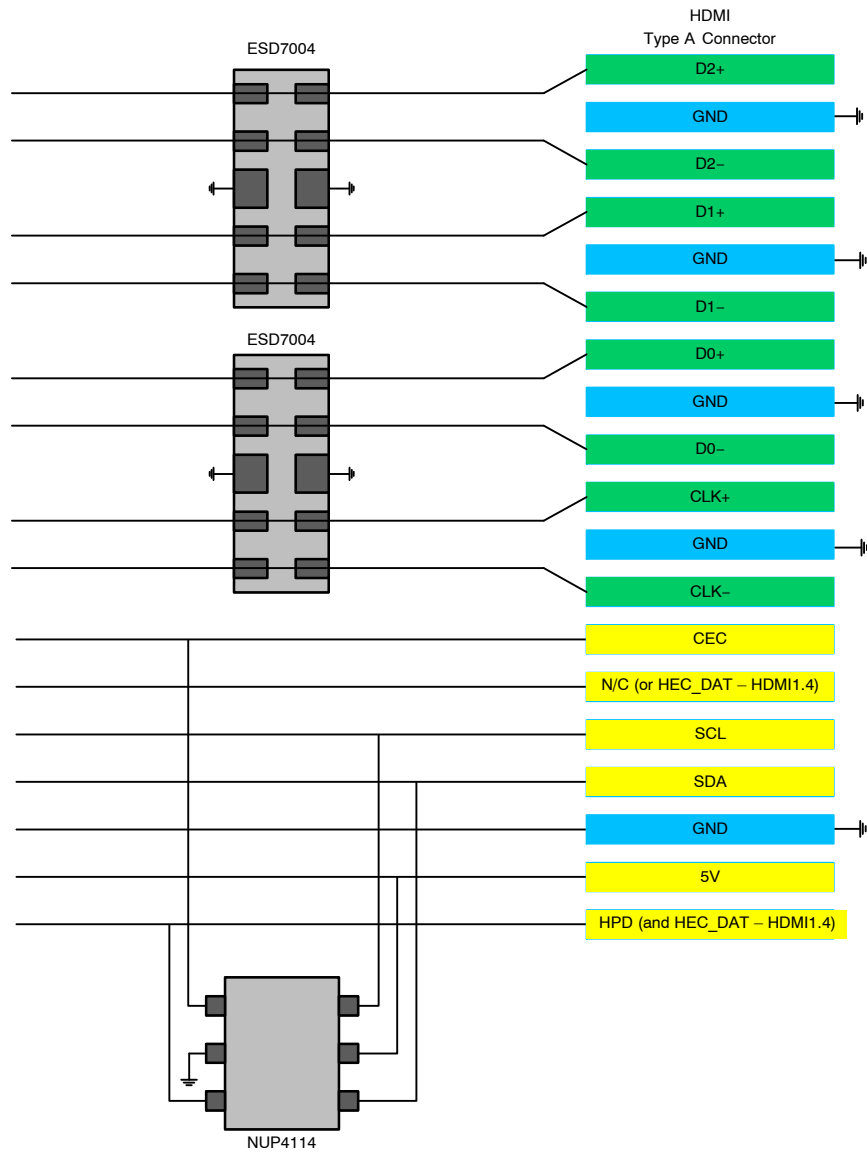 HDMI
Type A Connector
ESD7004
D2+
GND
D2−
D1+
GND
D1−
ESD7004
D0+
GND
D0−
CLK+
GND
CLK−
CEC
N/C (or HEC_DAT – HDMI1.4)
SCL
SDA
GND
5V
HPD (and HEC_DAT – HDMI1.4)
NUP4114